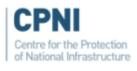 CPNI
Centre for the Protection
of National Infrastructure